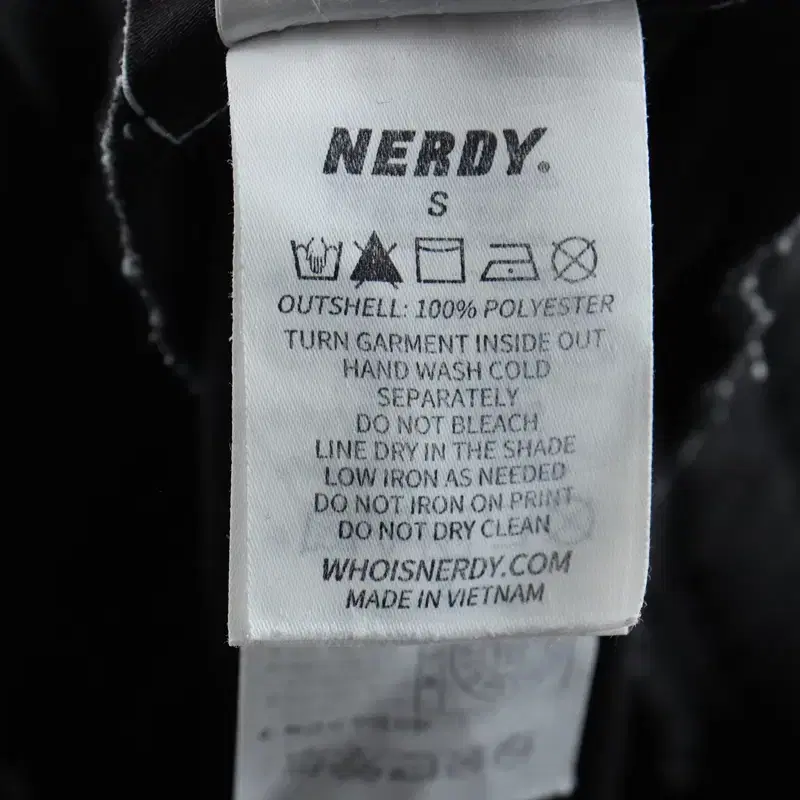 NERDY.
S
OUTSHELL: 100% POLYESTER
TURN GARMENT INSIDE OUT
HAND WASH COLD
SEPARATELY
DO NOT BLEACH
LINE DRY IN THE SHADE
LOW IRON AS NEEDED
DO NOT IRON ON PRINT
DO NOT DRY CLEAN
WHOISNERDY.COM
MADE IN VIETNAM